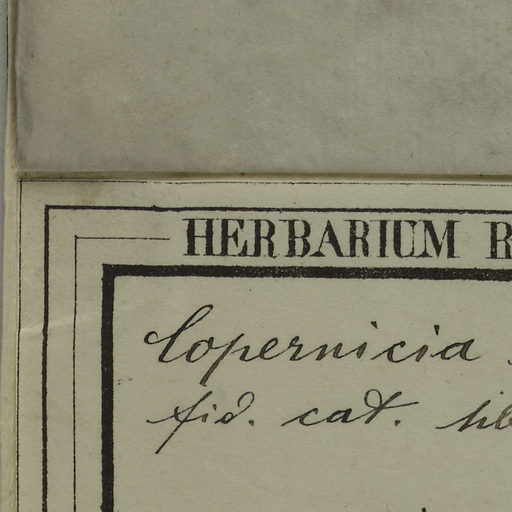 HERBARIUM R
Copernicia
fid. cat.